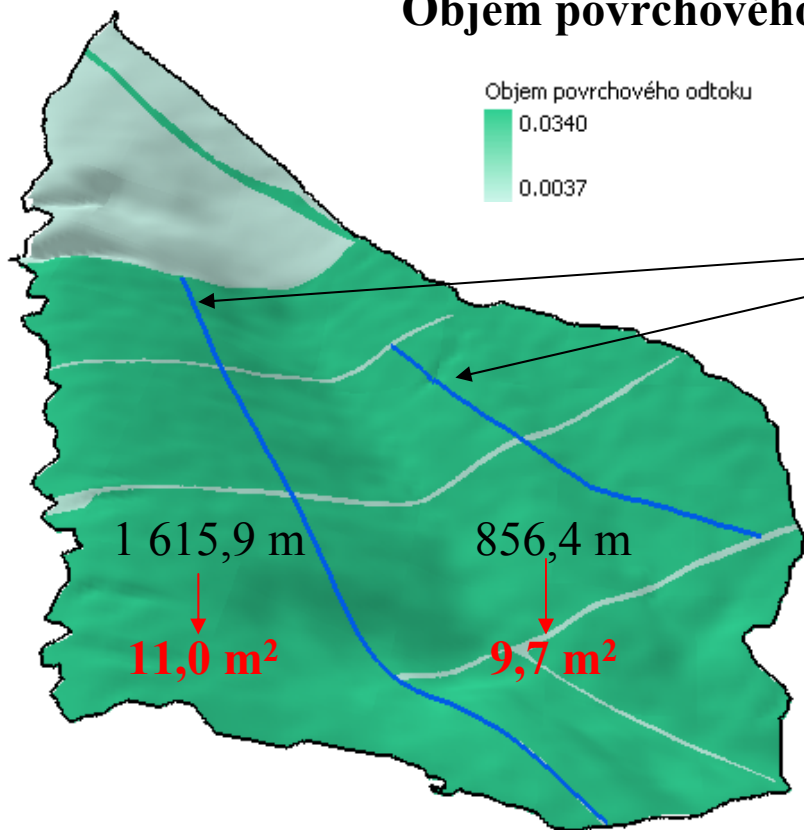 Objem povrchového
Objem povrchového odtoku
0.0340
0.0037
1 615,9 m
856,4 m
11,0 m²
9,7 m²